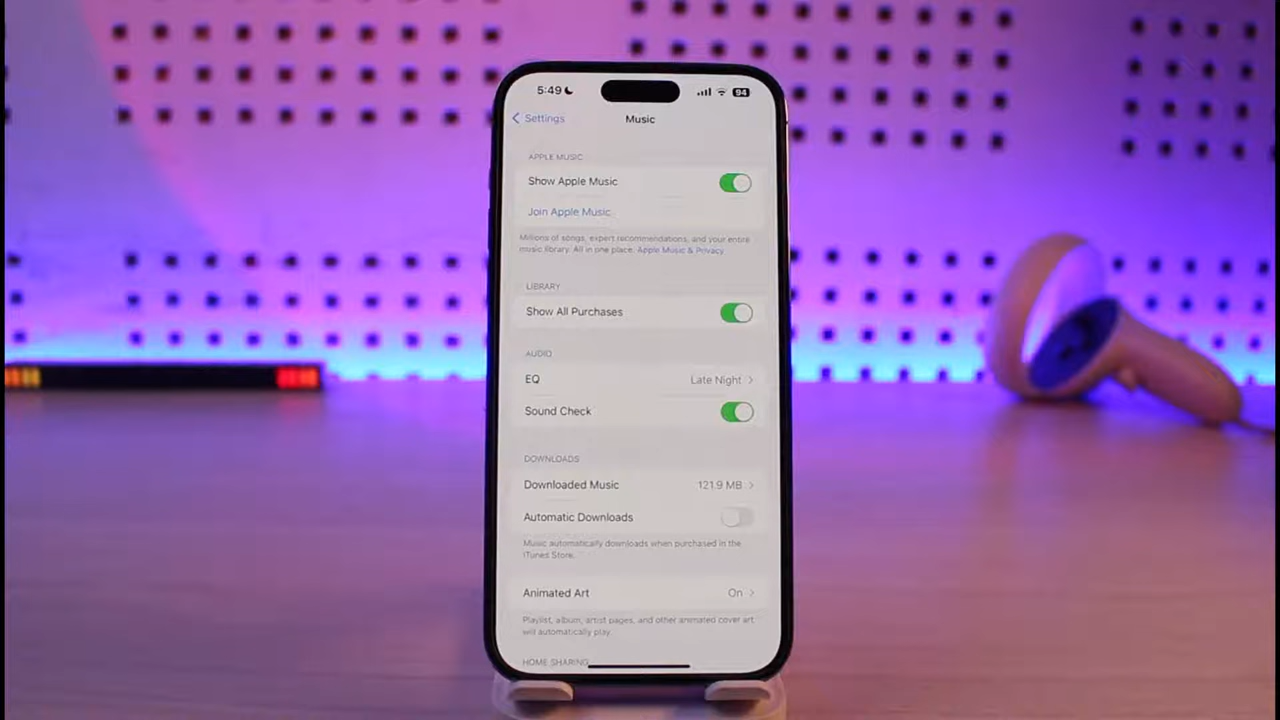 5:49
94
Settings
Music
APPLE MUSIC
Show Apple Music
Join Apple Music
Millions of songs, expert recommendations, and your entire
music library. All in one place. Apple Music & Privacy
LIBRARY
Show All Purchases
AUDIO
EQ Late Night
Sound Check
DOWNLOADS
Downloaded Music 121.9 MB
Automatic Downloads
Music automatically downloads when purchased in the
iTunes Store.
Animated Art On
Playlist, album, artist pages, and other animated cover art
will automatically play.
HOME SHARING